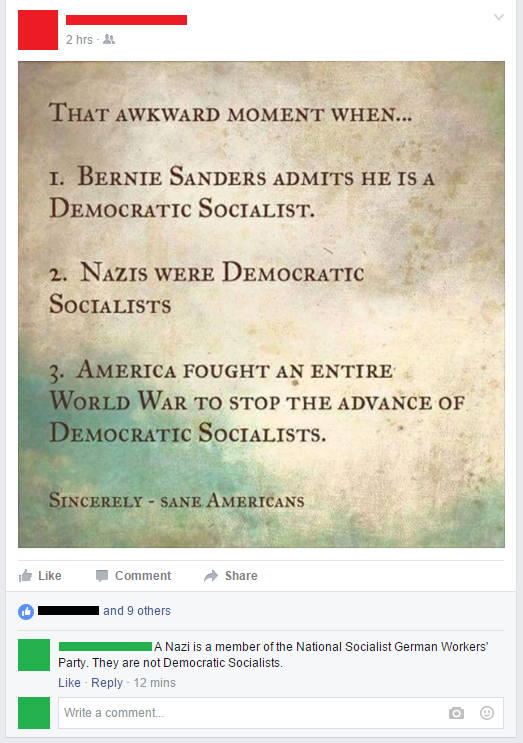 2 hrs ·
THAT AWKWARD MOMENT WHEN...
1. BERNIE SANDERS ADMITS HE IS A
DEMOCRATIC SOCIALIST.
2. NAZIS WERE DEMOCRATIC
SOCIALISTS
3. AMERICA FOUGHT AN ENTIRE
WORLD WAR TO STOP THE ADVANCE OF
DEMOCRATIC SOCIALISTS.
SINCERELY - SANE AMERICANS
Like Comment Share
and 9 others
A Nazi is a member of the National Socialist German Workers'
Party. They are not Democratic Socialists.
Like · Reply · 12 mins
Write a comment...